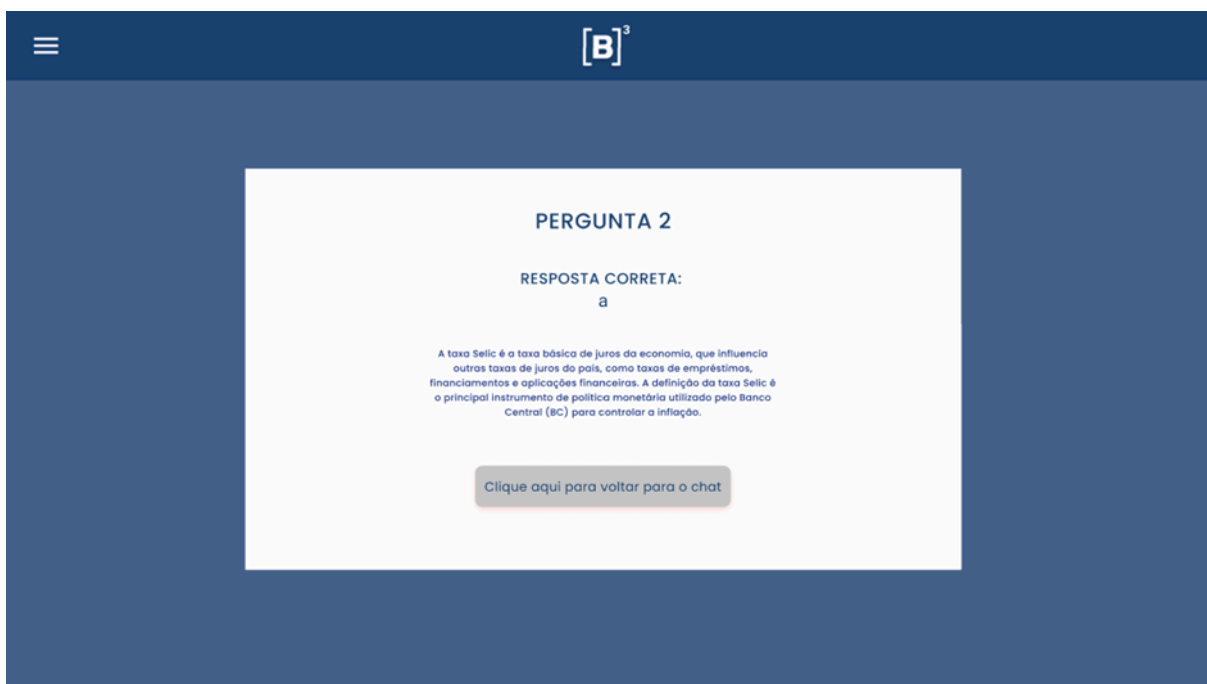 [B]³
PERGUNTA 2
RESPOSTA CORRETA:
a
A taxa Selic é a taxa básica de juros da economia, que influencia
outras taxas de juros do país, como taxas de empréstimos,
financiamentos e aplicações financeiras. A definição da taxa Selic é
o principal instrumento de política monetária utilizado pelo Banco
Central (BC) para controlar a inflação.
Clique aqui para voltar para o chat